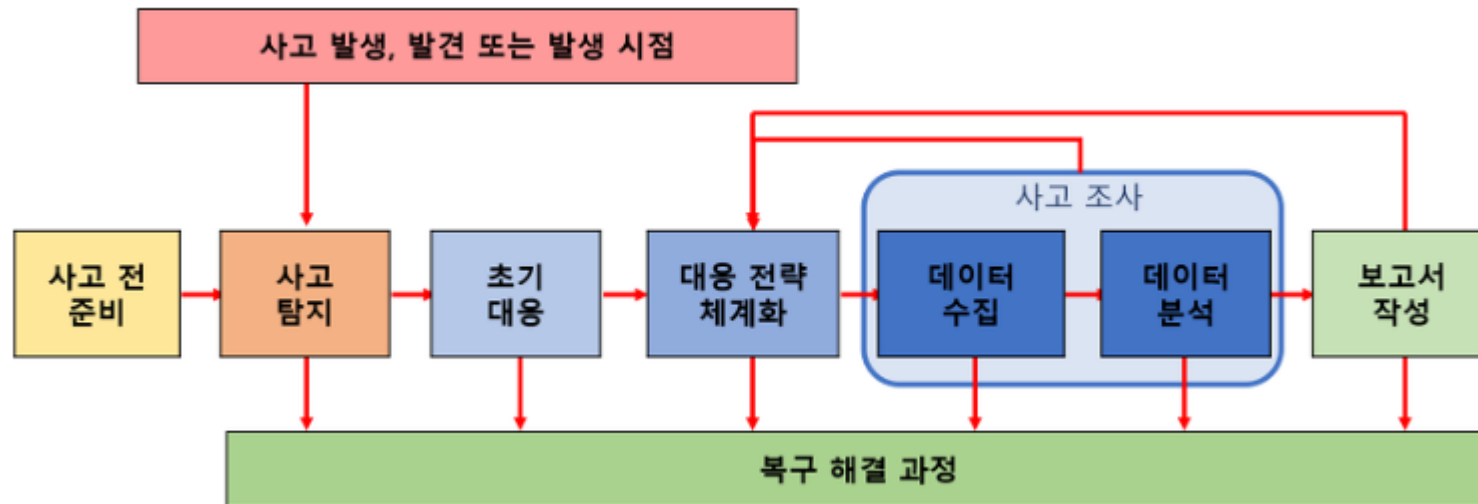 사고 발생, 발견 또는 발생 시점
사고 조사
사고 전
준비
사고
탐지
초기
대응
대응 전략
체계화
데이터
수집
데이터
분석
보고서
작성
복구 해결 과정